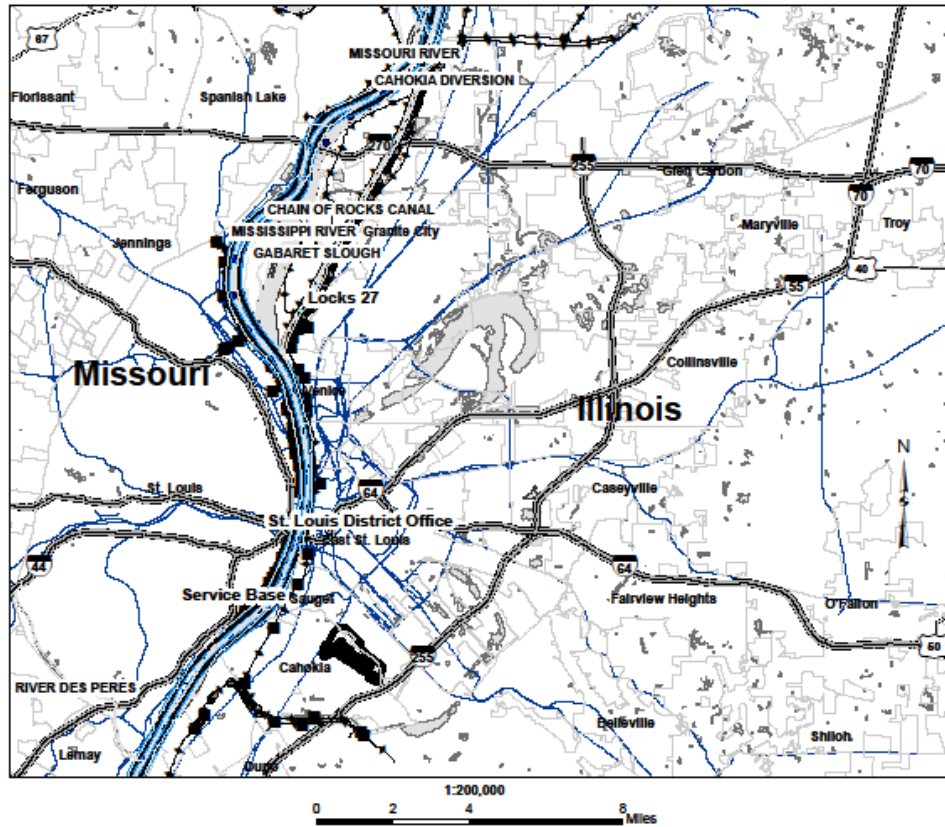 67
MISSOURI RIVER
CAHOKIA DIVERSION
Florissant
Spanish Lake
270
255
Glen Carbon
70
70
Ferguson
CHAIN OF ROCKS CANAL
MISSISSIPPI RIVER
Granite City
Maryville
Troy
Jennings
GABARET SLOUGH
40
55
Locks 27
Collinsville
Missouri
Venice
Illinois
N
St. Louis
64
Caseyville
St. Louis District Office
East St. Louis
44
64
Service Base
Sauget
Fairview Heights
O'Fallon
50
255
Cahokia
RIVER DES PERES
Belleville
Shiloh
Lemay
Dupo
1:200,000
0 2 4 8
Miles